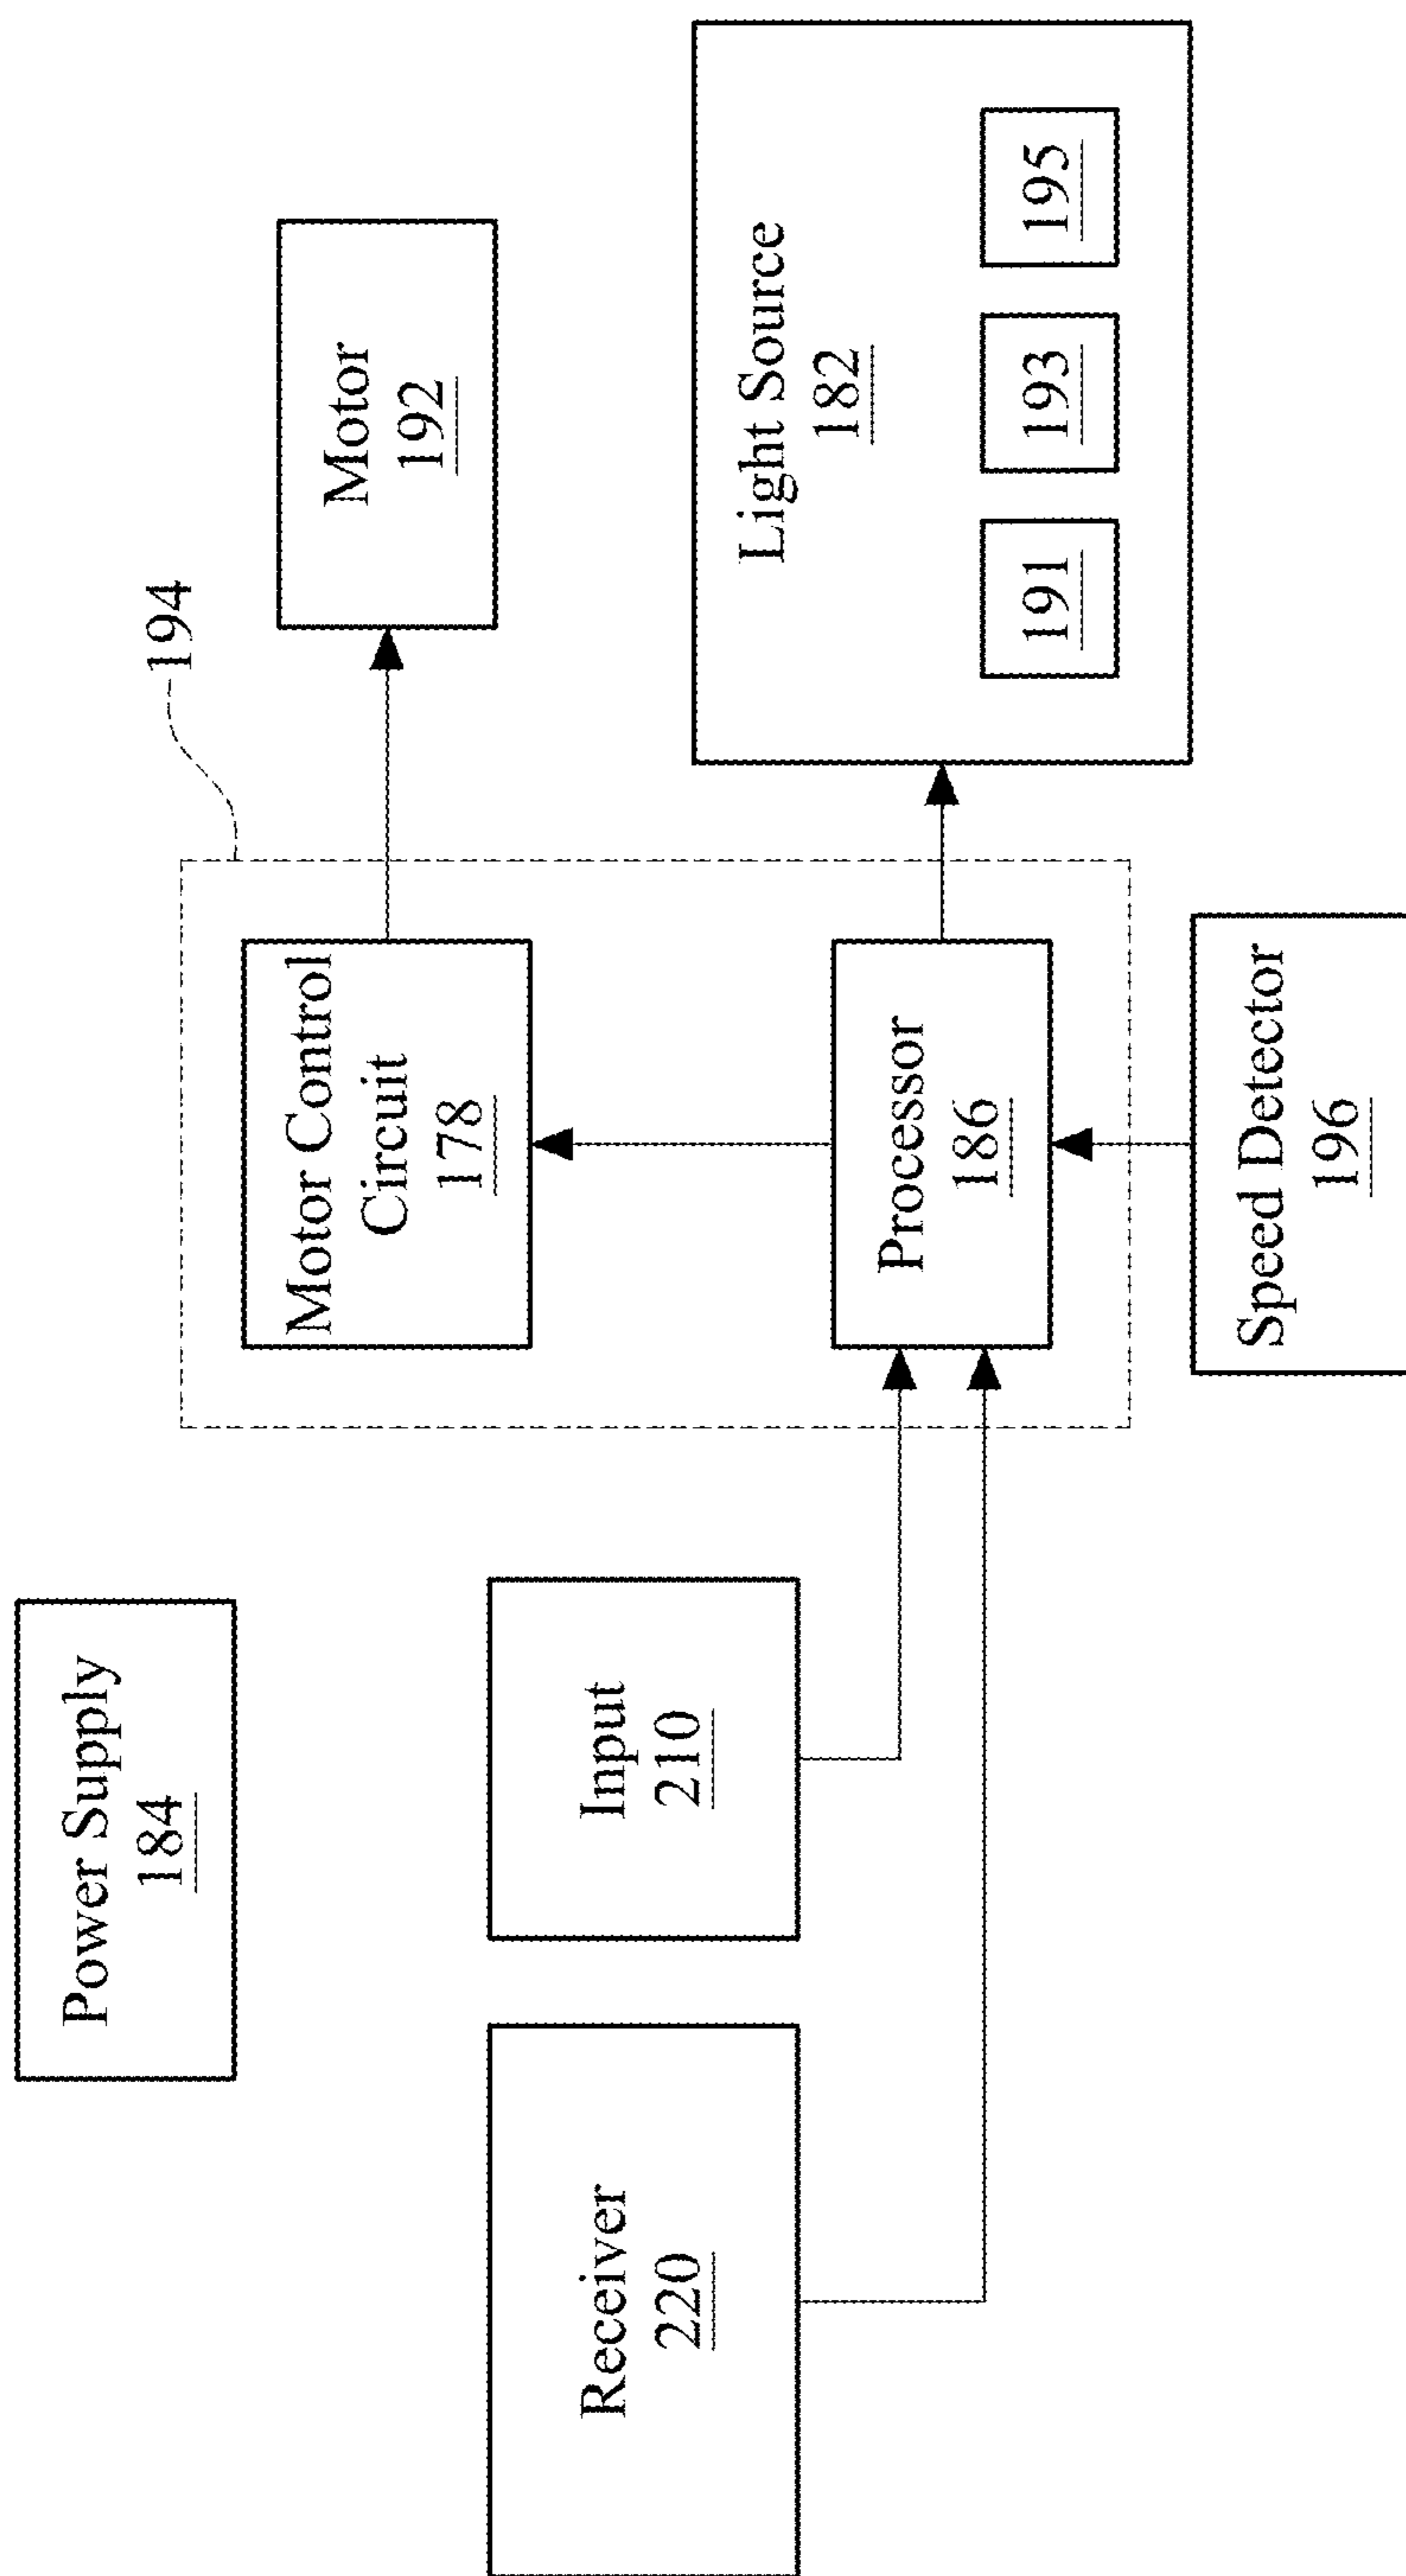 Power Supply
184
194
Motor Control
Circuit
178
Motor
192
Receiver
220
Input
210
Processor
186
Light Source
182
191
193
195
Speed Detector
196